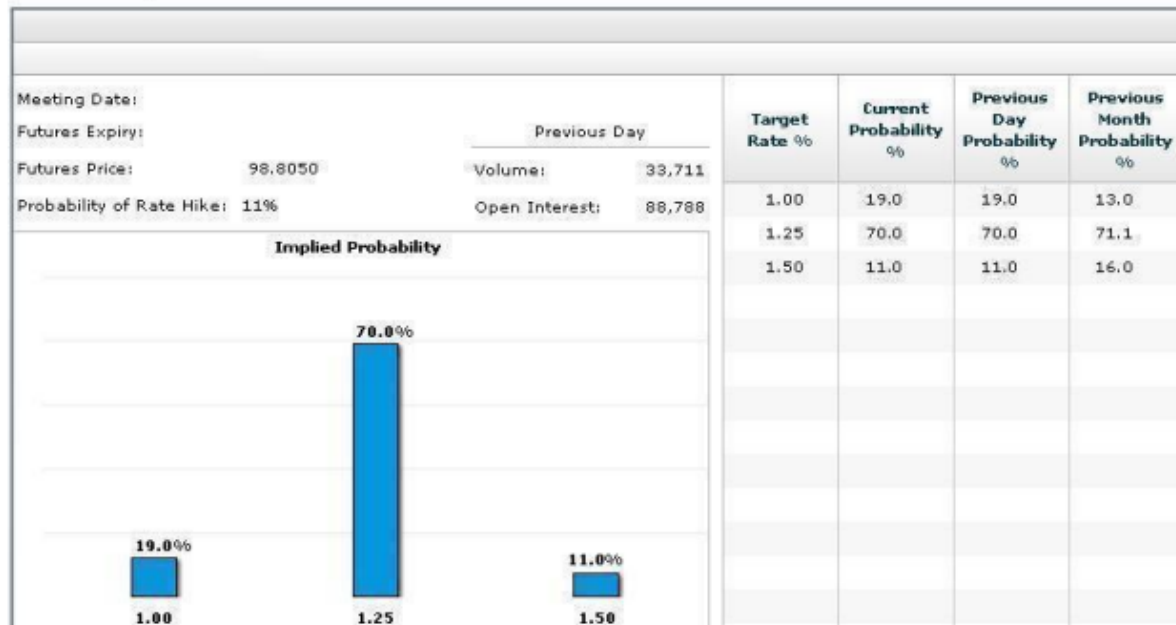 Meeting Date:
Futures Expiry:
Previous Day
Futures Price: 98.8050
Volume: 33,711
Probability of Rate Hike: 11%
Open Interest: 88,788
Implied Probability
70.0%
19.0%
11.0%
1.00 1.25 1.50
Target Rate % Current Probability % Previous Day Probability % Previous Month Probability %
1.00 19.0 19.0 13.0
1.25 70.0 70.0 71.1
1.50 11.0 11.0 16.0